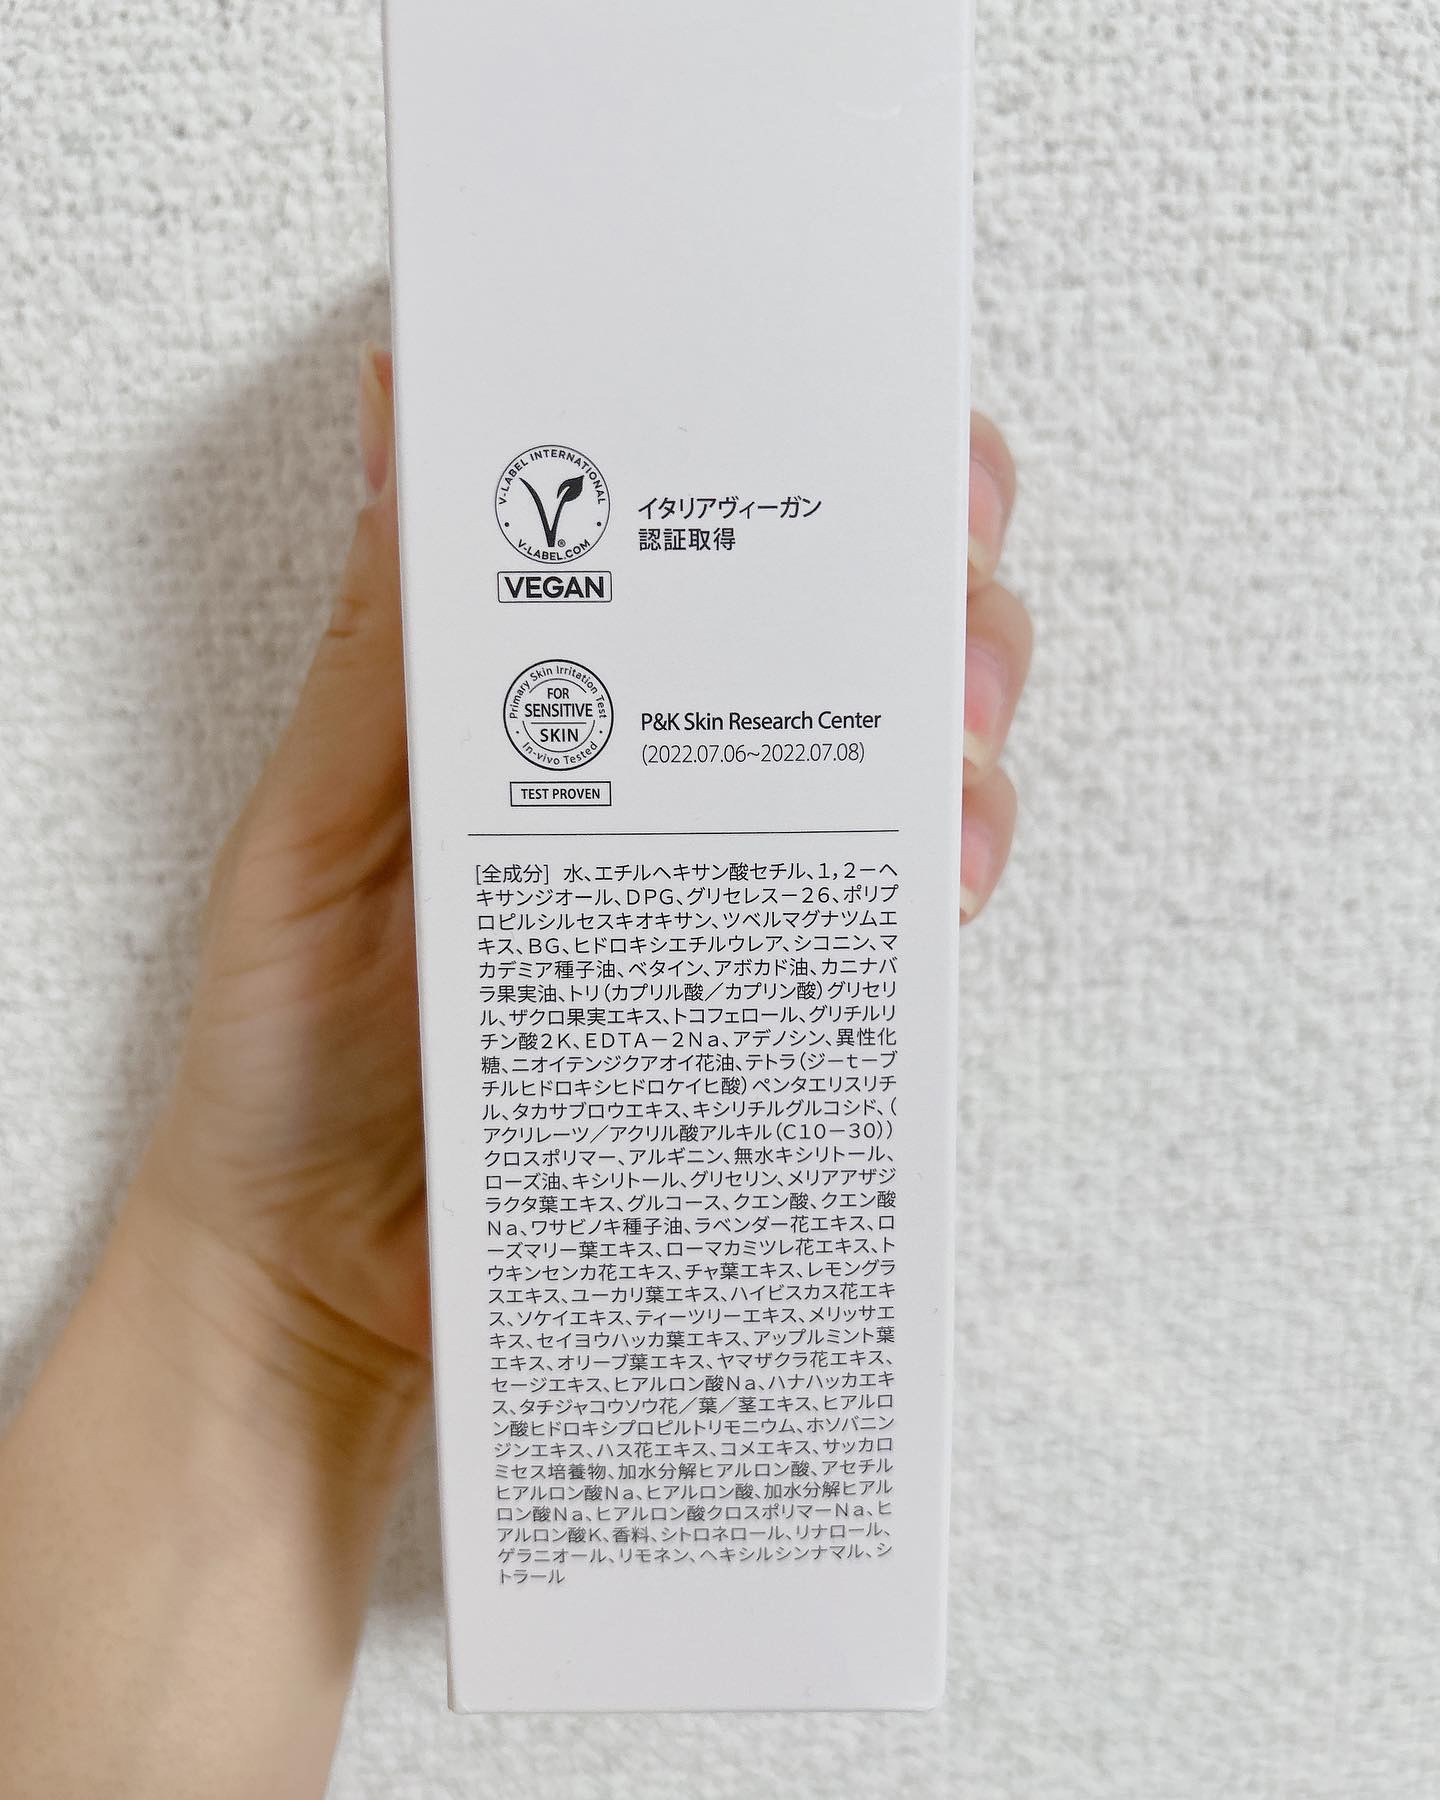 V-LABEL INTERNATIONAL
V-LABEL.COM
®
VEGAN
イタリアヴィーガン
認証取得
Primary Skin Irritation Test
FOR
SENSITIVE
SKIN
In-vivo Tested
TEST PROVEN
P&K Skin Research Center
(2022.07.06~2022.07.08)
[全成分] 水、エチルヘキサン酸セチル、1，2－ヘ
キサンジオール、DPG、グリセレス－26、ポリプ
ロピルシルセスキオキサン、ツベルマグナツムエ
キス、BG、ヒドロキシエチルウレア、シコニン、マ
カデミア種子油、ベタイン、アボカド油、カニナバ
ラ果実油、トリ（カプリル酸／カプリン酸）グリセリ
ル、ザクロ果実エキス、トコフェロール、グリチルリ
チン酸2K、EDTA－2Na、アデノシン、異性化
糖、ニオイテンジクアオイ花油、テトラ（ジ－t－ブ
チルヒドロキシヒドロケイヒ酸）ペンタエリスリチ
ル、タカサブロウエキス、キシリチルグルコシド、（
アクリレーツ／アクリル酸アルキル（C10－30））
クロスポリマー、アルギニン、無水キシリトール、
ローズ油、キシリトール、グリセリン、メリアアザジ
ラクタ葉エキス、グルコース、クエン酸、クエン酸
Na、ワサビノキ種子油、ラベンダー花エキス、ロ
ーズマリー葉エキス、ローマカミツレ花エキス、ト
ウキンセンカ花エキス、チャ葉エキス、レモングラ
スエキス、ユーカリ葉エキス、ハイビスカス花エキ
ス、ソケイエキス、ティーツリーエキス、メリッサエ
キス、セイヨウハッカ葉エキス、アップルミント葉
エキス、オリーブ葉エキス、ヤマザクラ花エキス、
セージエキス、ヒアルロン酸Na、ハナハッカエキ
ス、タチジャコウソウ花／葉／茎エキス、ヒアルロ
ン酸ヒドロキシプロピルトリモニウム、ホソバニン
ジンエキス、ハス花エキス、コメエキス、サッカロ
ミセス培養物、加水分解ヒアルロン酸、アセチル
ヒアルロン酸Na、ヒアルロン酸、加水分解ヒアル
ロン酸Na、ヒアルロン酸クロスポリマーNa、ヒ
アルロン酸K、香料、シトロネロール、リナロール、
ゲラニオール、リモネン、ヘキシルシンナマル、シ
トラール